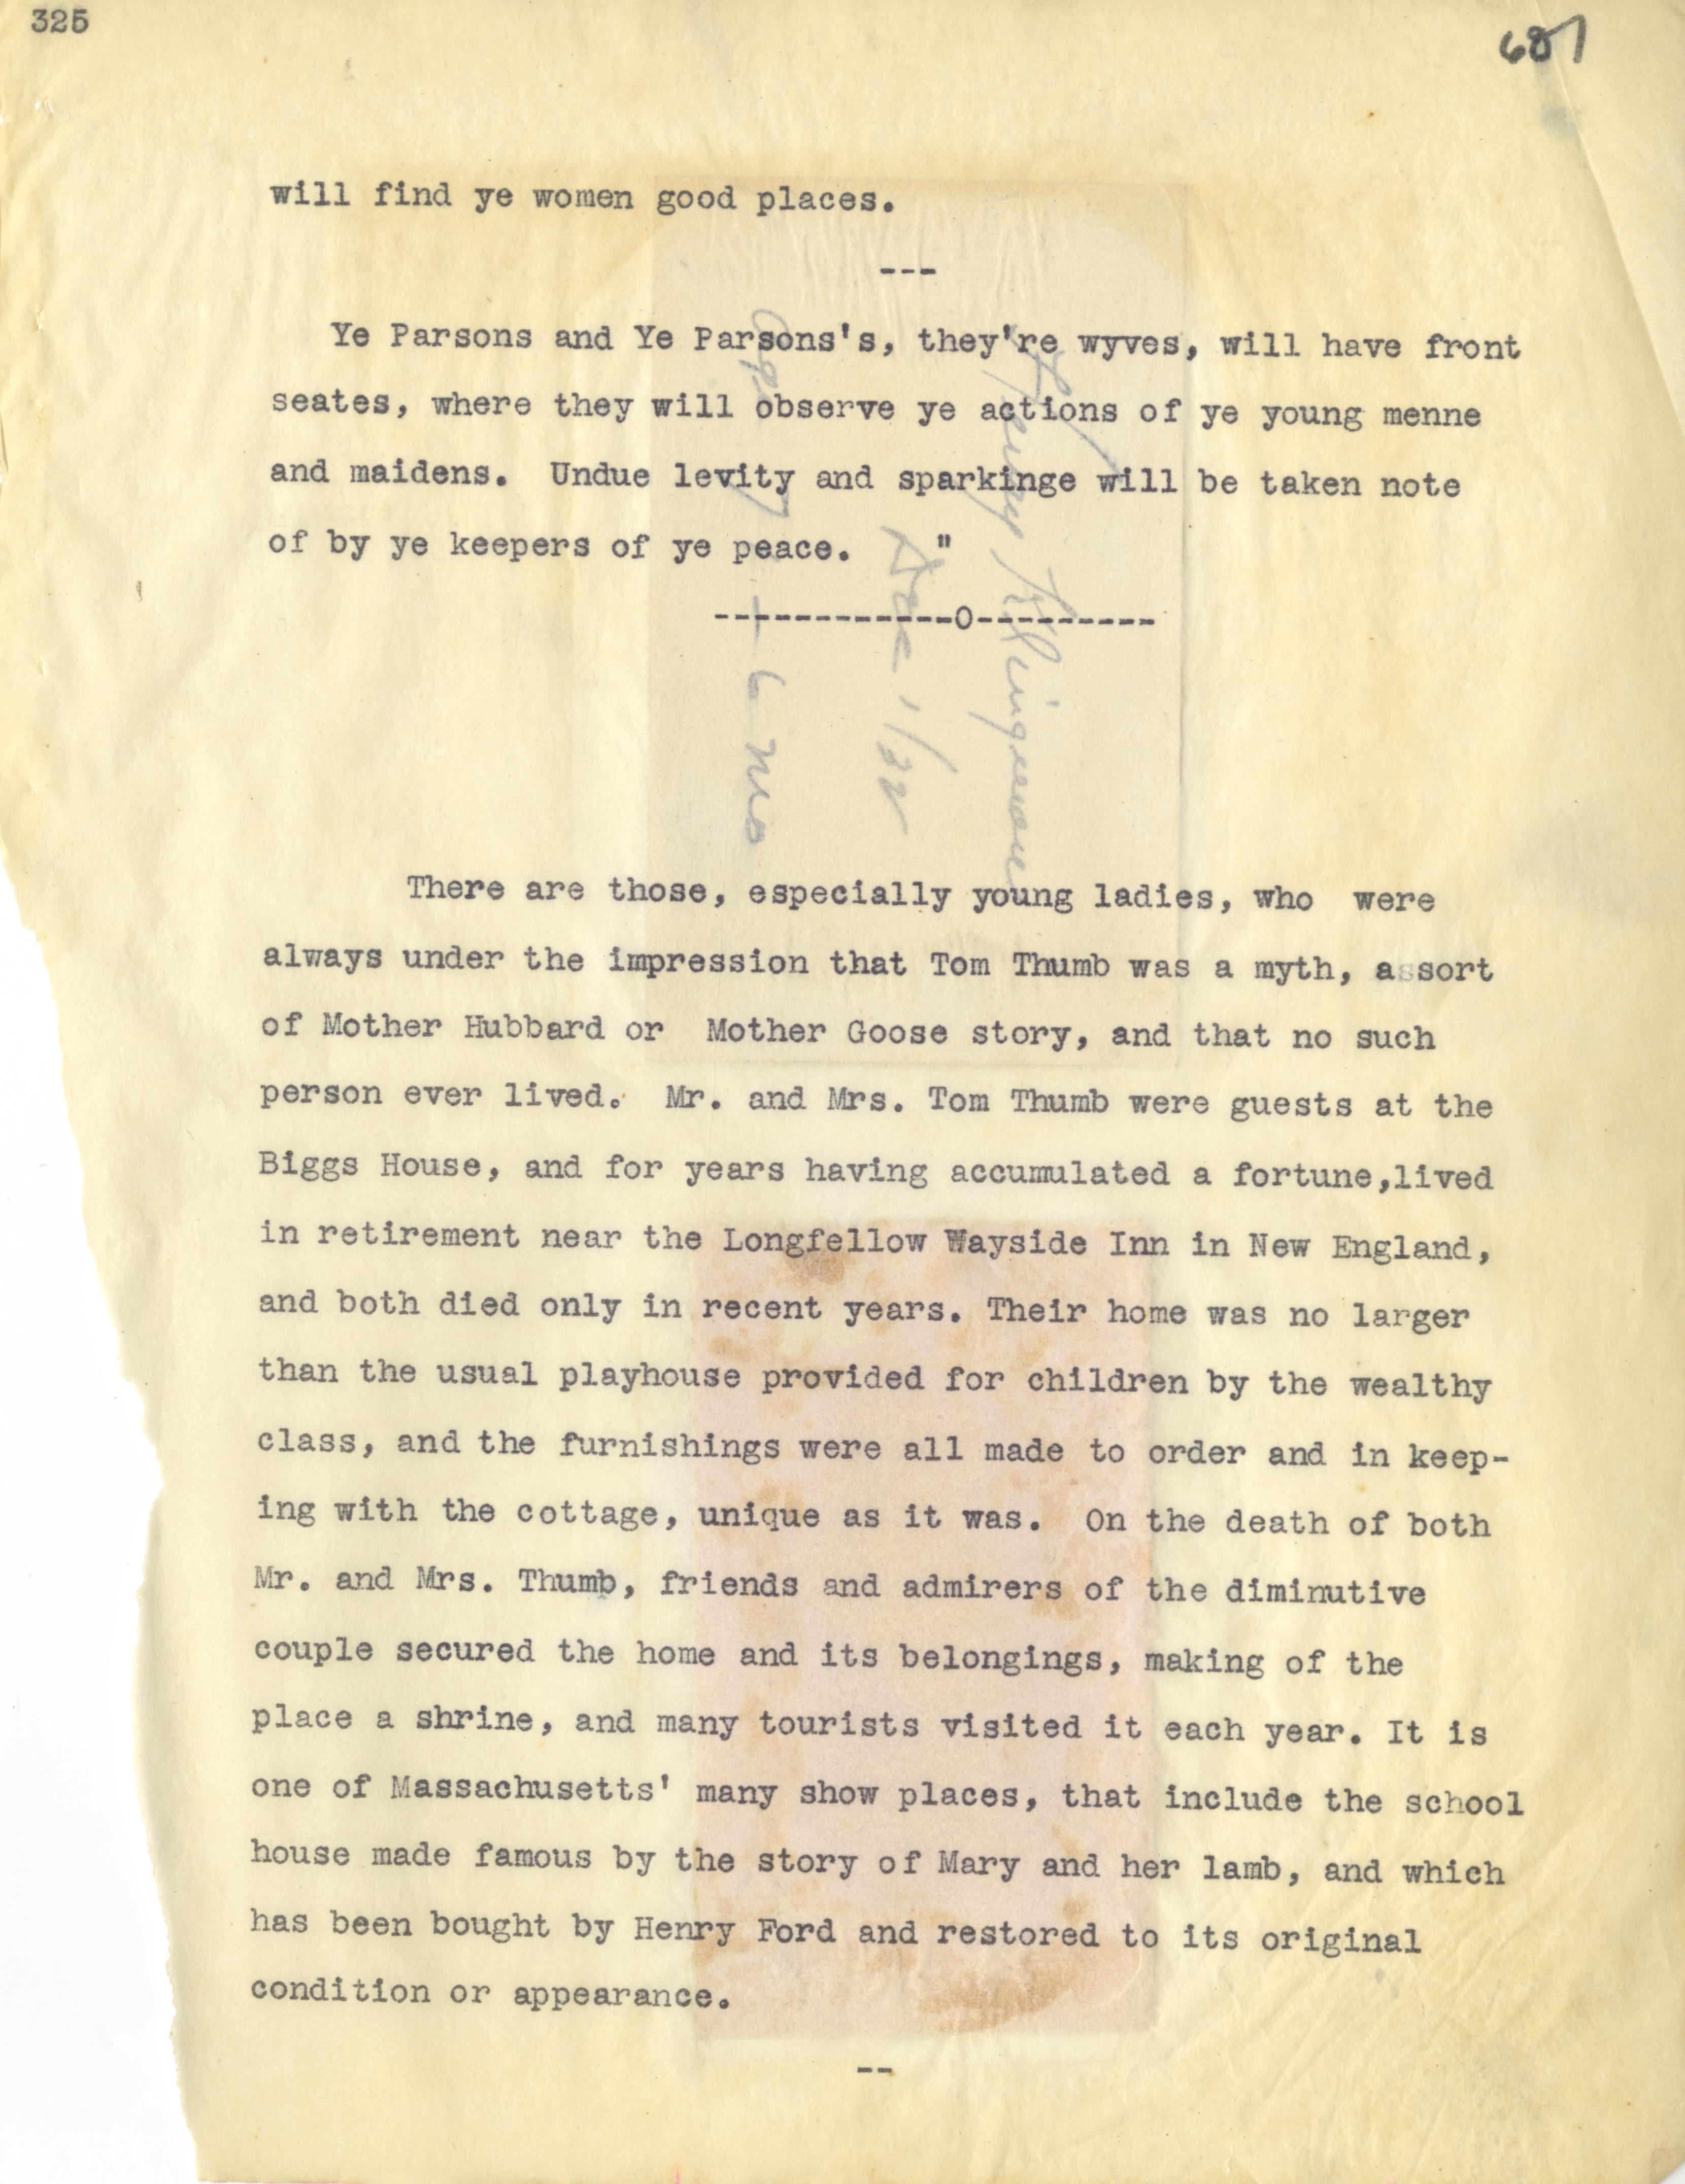 325
687
will find ye women good places.
---
Ye Parsons and Ye Parsons's, they're wyves, will have front
seates, where they will observe ye actions of ye young menne
and maidens. Undue levity and sparkinge will be taken note
of by ye keepers of ye peace. "
------------O---------
There are those, especially young ladies, who were
always under the impression that Tom Thumb was a myth, assort
of Mother Hubbard or Mother Goose story, and that no such
person ever lived. Mr. and Mrs. Tom Thumb were guests at the
Biggs House, and for years having accumulated a fortune,lived
in retirement near the Longfellow Wayside Inn in New England,
and both died only in recent years. Their home was no larger
than the usual playhouse provided for children by the wealthy
class, and the furnishings were all made to order and in keep-
ing with the cottage, unique as it was. On the death of both
Mr. and Mrs. Thumb, friends and admirers of the diminutive
couple secured the home and its belongings, making of the
place a shrine, and many tourists visited it each year. It is
one of Massachusetts' many show places, that include the school
house made famous by the story of Mary and her lamb, and which
has been bought by Henry Ford and restored to its original
condition or appearance.
--